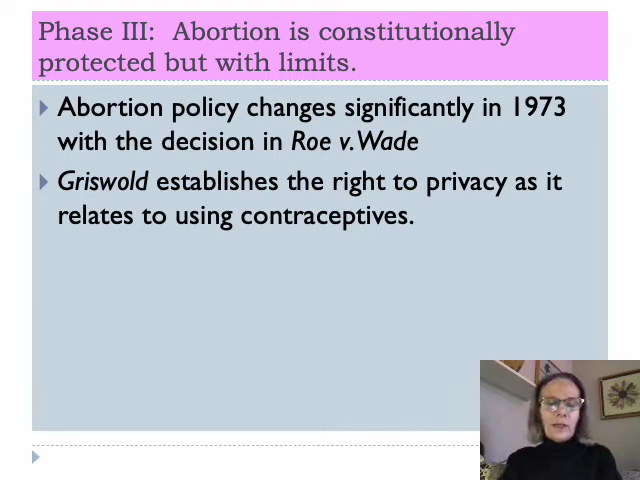 Phase III:  Abortion is constitutionally
protected but with limits.
Abortion policy changes significantly in 1973
with the decision in Roe v. Wade
Griswold establishes the right to privacy as it
relates to using contraceptives.